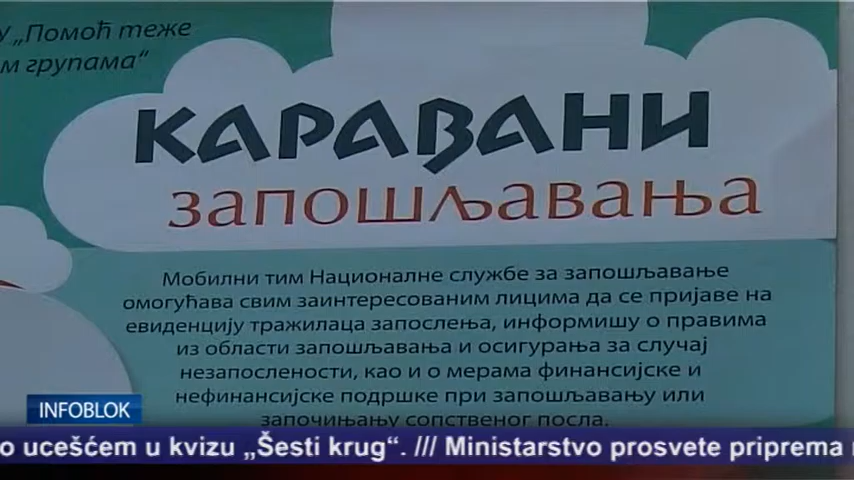 „Помоћ теже
м групама“
КАРАВАНИ
запошљавања
Мобилни тим Националне службе за запошљавање
омогућава свим заинтересованим лицима да се пријаве на
евиденцију тражилаца запослења, информишу о правима
из области запошљавања и осигурања за случај
незапослености, као и о мерама финансијске и
нефинансијске подршке при запошљавању или
започињању сопственог посла.
INFOBLOK
o učešćem u kvizu „Šesti krug“. /// Ministarstvo prosvete priprema